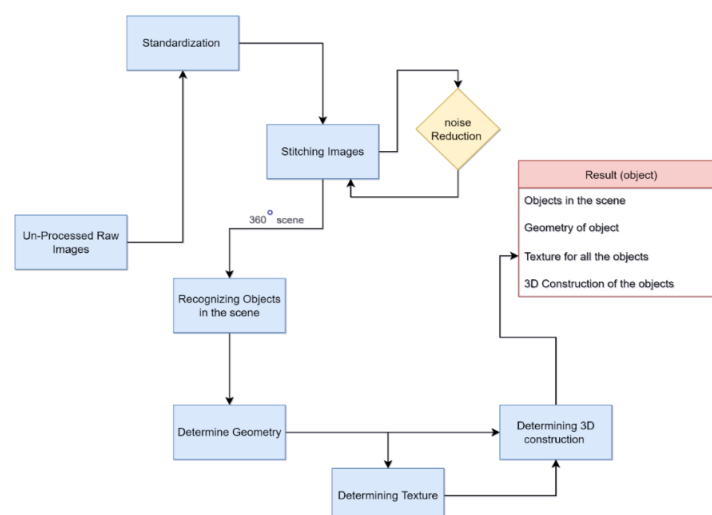 Standardization
noise
Reduction
Stitching Images
Result (object)
Objects in the scene
Geometry of object
Texture for all the objects
3D Construction of the objects
360° scene
Un-Processed Raw
Images
Recognizing Objects
in the scene
Determine Geometry
Determining 3D
construction
Determining Texture